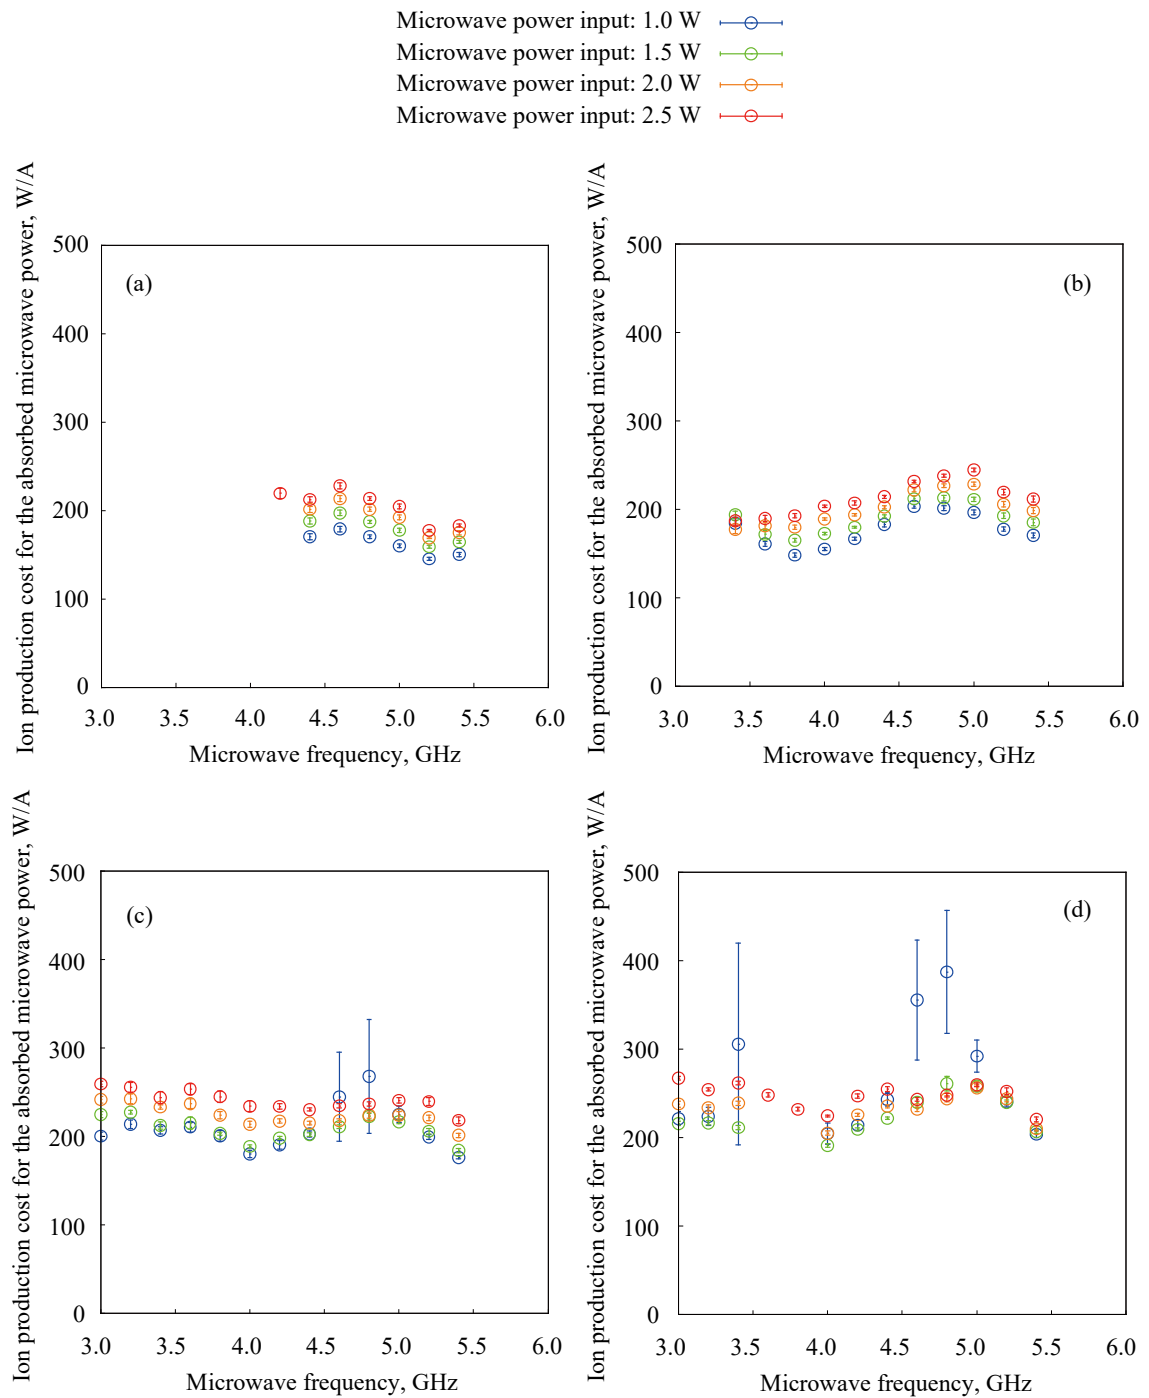 Microwave power input: 1.0 W
Microwave power input: 1.5 W
Microwave power input: 2.0 W
Microwave power input: 2.5 W
Ion production cost for the absorbed microwave power, W/A
500
400
300
200
100
0
(a)
3.0 3.5 4.0 4.5 5.0 5.5 6.0
Microwave frequency, GHz
Ion production cost for the absorbed microwave power, W/A
500
400
300
200
100
0
(b)
3.0 3.5 4.0 4.5 5.0 5.5 6.0
Microwave frequency, GHz
Ion production cost for the absorbed microwave power, W/A
500
400
300
200
100
0
(c)
3.0 3.5 4.0 4.5 5.0 5.5 6.0
Microwave frequency, GHz
Ion production cost for the absorbed microwave power, W/A
500
400
300
200
100
0
(d)
3.0 3.5 4.0 4.5 5.0 5.5 6.0
Microwave frequency, GHz